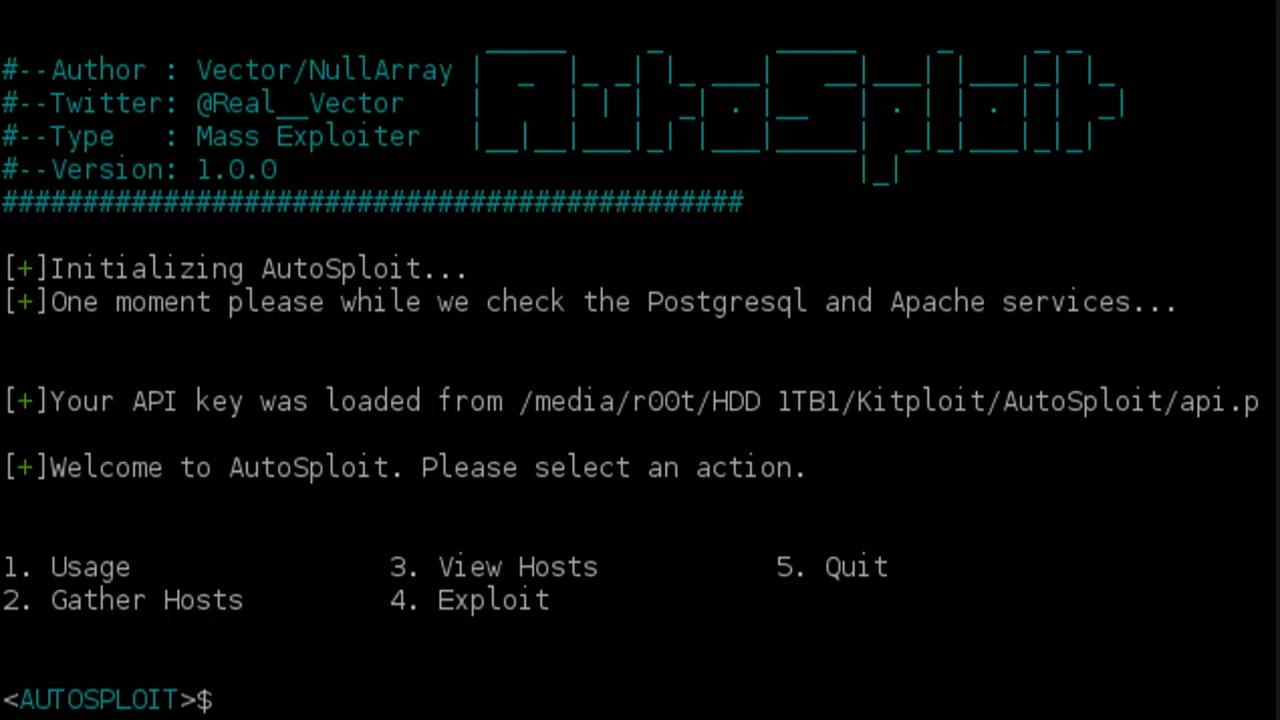 #--Author : Vector/NullArray
#--Twitter: @Real__Vector
#--Type   : Mass Exploiter
#--Version: 1.0.0
AutoSploit
##############################################
[+]Initializing AutoSploit...
[+]One moment please while we check the Postgresql and Apache services...
[+]Your API key was loaded from /media/r00t/HDD 1TB1/Kitploit/AutoSploit/api.p
[+]Welcome to AutoSploit. Please select an action.
1. Usage                3. View Hosts           5. Quit
2. Gather Hosts         4. Exploit
<AUTOSPLOIT>$